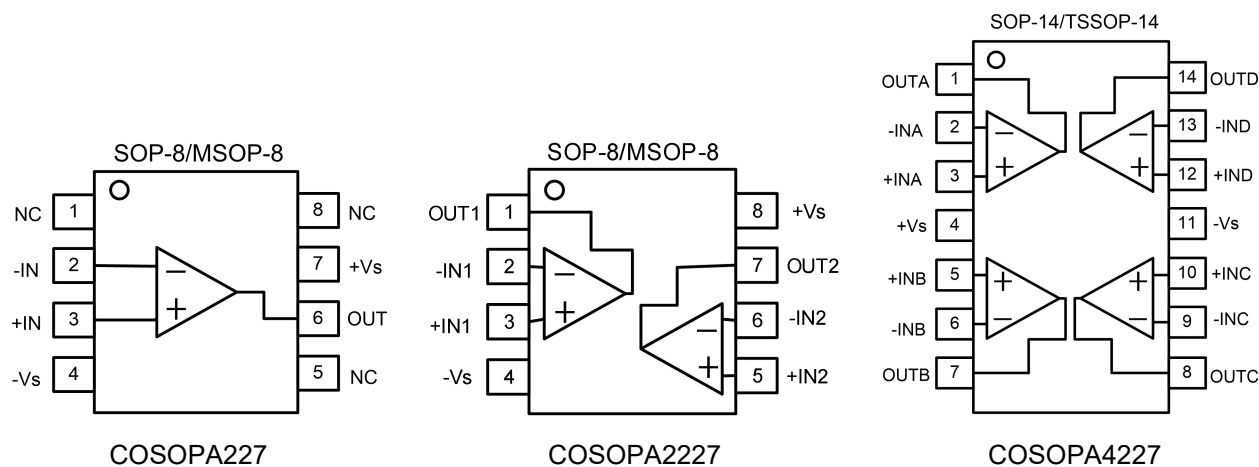 SOP-8/MSOP-8
NC 1 8 NC
-IN 2 − 7 +Vs
+IN 3 + 6 OUT
-Vs 4 5 NC
COSOPA227
SOP-8/MSOP-8
OUT1 1 8 +Vs
-IN1 2 − 7 OUT2
+IN1 3 + − 6 -IN2
-Vs 4 + 5 +IN2
COSOPA2227
SOP-14/TSSOP-14
OUTA 1 14 OUTD
-INA 2 − − 13 -IND
+INA 3 + + 12 +IND
+Vs 4 11 -Vs
+INB 5 + + 10 +INC
-INB 6 − − 9 -INC
OUTB 7 8 OUTC
COSOPA4227